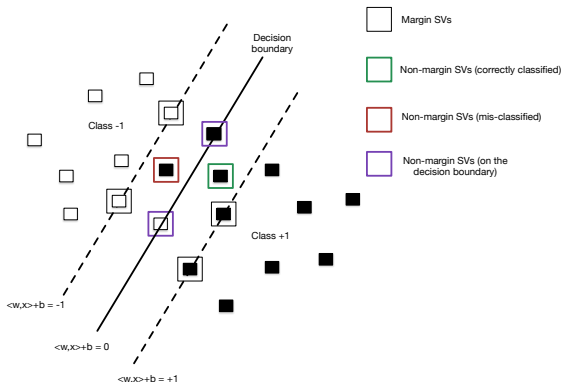 Margin SVs
Decision
boundary
Non-margin SVs (correctly classified)
Class -1
Non-margin SVs (mis-classified)
Non-margin SVs (on the
decision boundary)
Class +1
<w,x>+b = -1
<w,x>+b = 0
<w,x>+b = +1